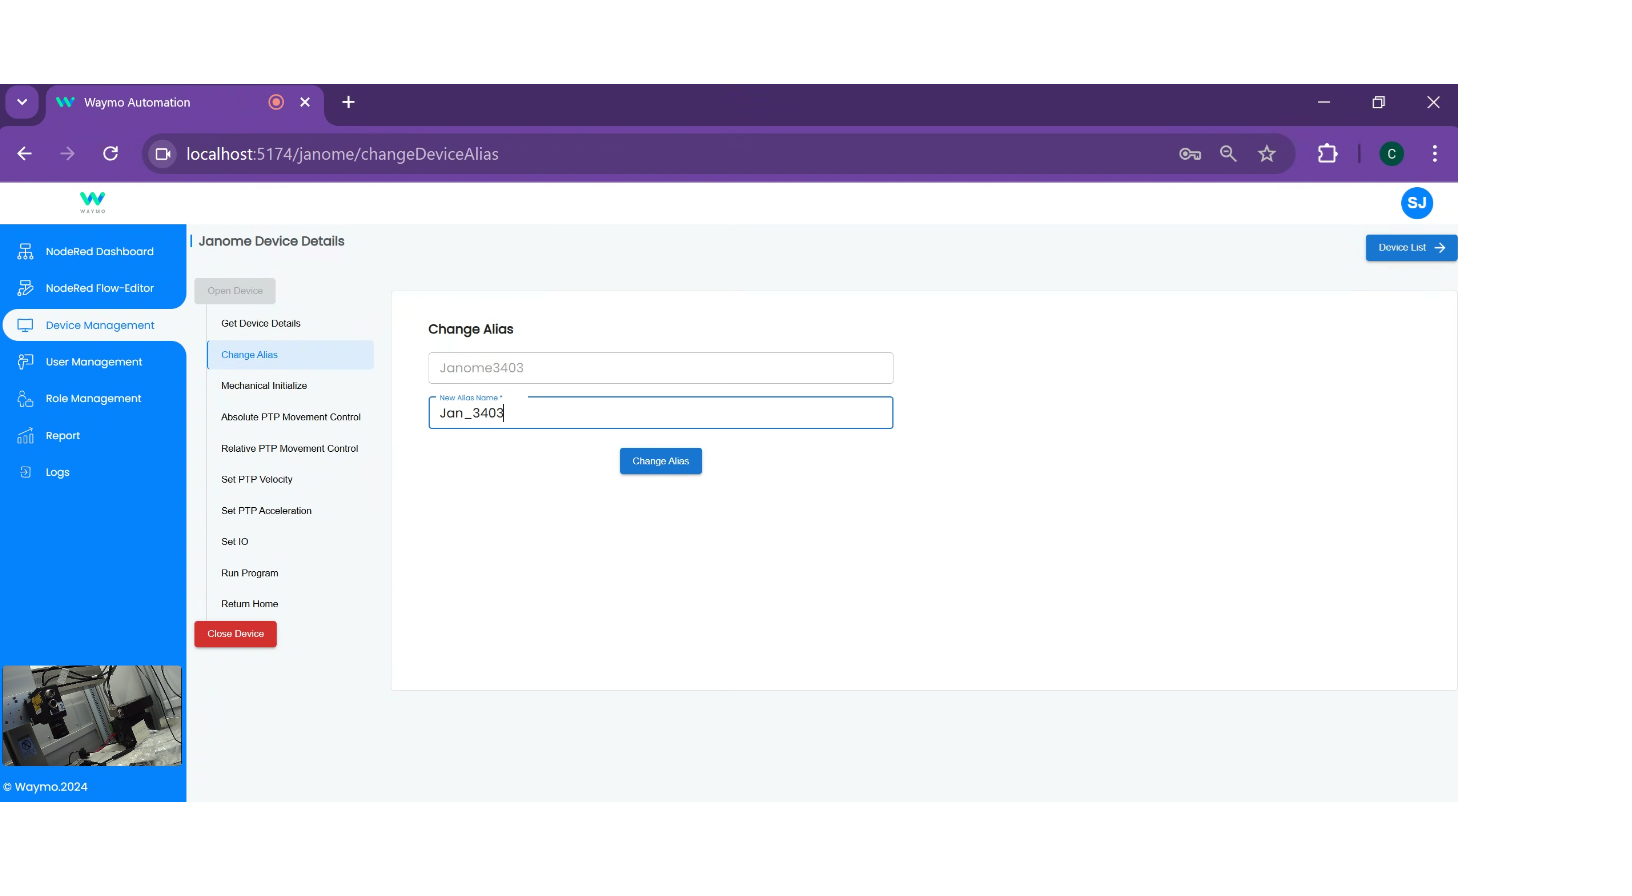 Waymo Automation
localhost:5174/janome/changeDeviceAlias
C
WAYMO
SJ
NodeRed Dashboard
NodeRed Flow-Editor
Device Management
User Management
Role Management
Report
Logs
© Waymo.2024
Janome Device Details
Device List
Open Device
Get Device Details
Change Alias
Mechanical Initialize
Absolute PTP Movement Control
Relative PTP Movement Control
Set PTP Velocity
Set PTP Acceleration
Set IO
Run Program
Return Home
Close Device
Change Alias
Janome3403
New Alias Name *
Jan_3403
Change Alias